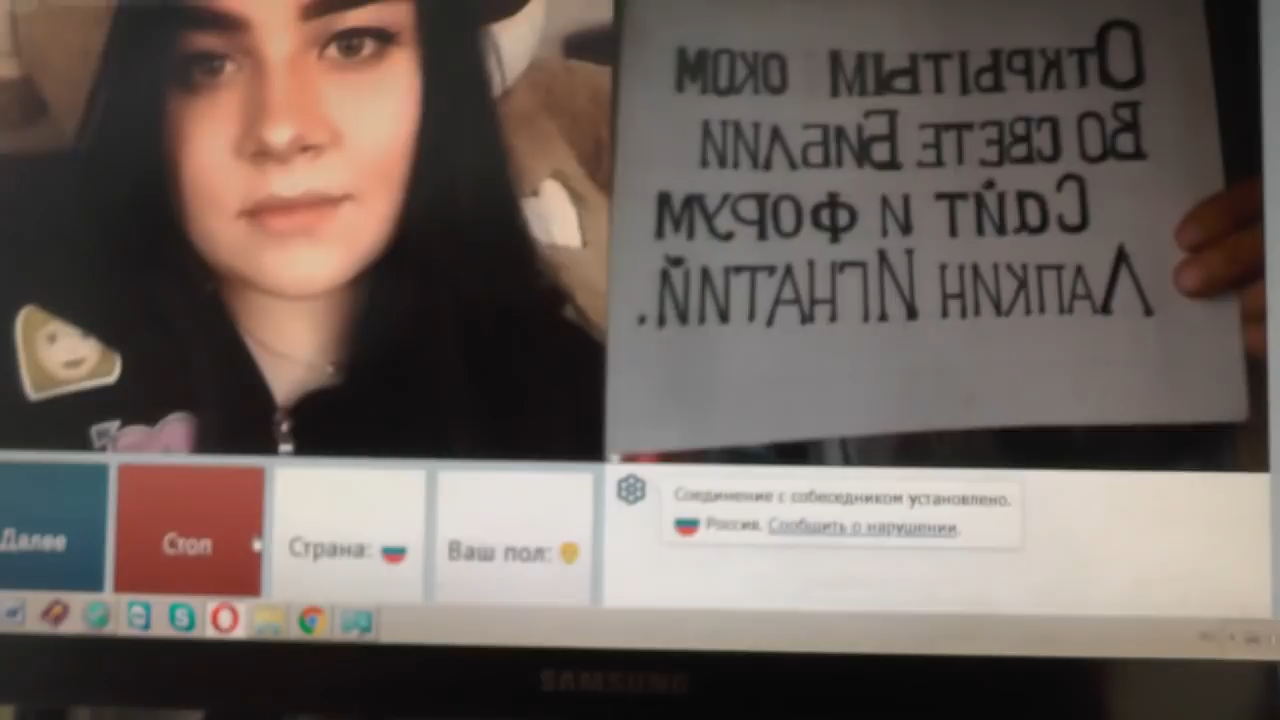 Открытым оком
Во свете Библии
Сайт и форум
Лапкин Игнатий.
Соединение с собеседником установлено.
Россия. Сообщить о нарушении.
Далее
Стоп
Страна:
Ваш пол:
SAMSUNG